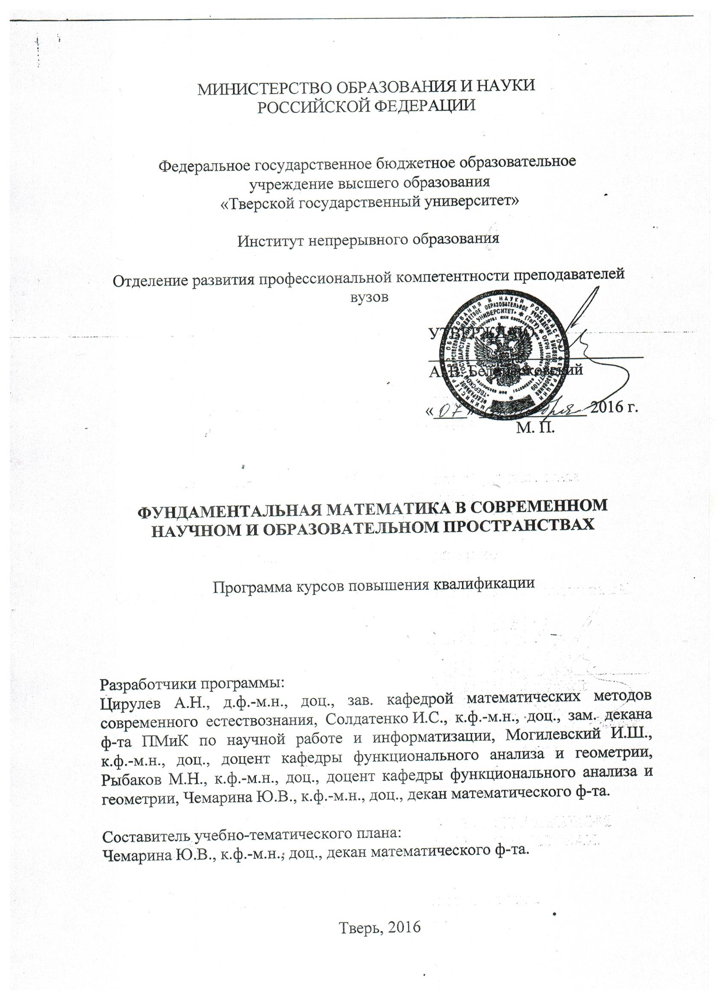 МИНИСТЕРСТВО ОБРАЗОВАНИЯ И НАУКИ
РОССИЙСКОЙ ФЕДЕРАЦИИ
Федеральное государственное бюджетное образовательное
учреждение высшего образования
«Тверской государственный университет»
Институт непрерывного образования
Отделение развития профессиональной компетентности преподавателей
вузов
УТВЕРЖДАЮ
А. В. Белоцерковский
«07» 2016 г.
М. П.
ФУНДАМЕНТАЛЬНАЯ МАТЕМАТИКА В СОВРЕМЕННОМ
НАУЧНОМ И ОБРАЗОВАТЕЛЬНОМ ПРОСТРАНСТВАХ
Программа курсов повышения квалификации
Разработчики программы:
Цирулев А.Н., д.ф.-м.н., доц., зав. кафедрой математических методов
современного естествознания, Солдатенко И.С., к.ф.-м.н., доц., зам. декана
ф-та ПМиК по научной работе и информатизации, Могилевский И.Ш.,
к.ф.-м.н., доц., доцент кафедры функционального анализа и геометрии,
Рыбаков М.Н., к.ф.-м.н., доц., доцент кафедры функционального анализа и
геометрии, Чемарина Ю.В., к.ф.-м.н., доц., декан математического ф-та.
Составитель учебно-тематического плана:
Чемарина Ю.В., к.ф.-м.н., доц., декан математического ф-та.
Тверь, 2016